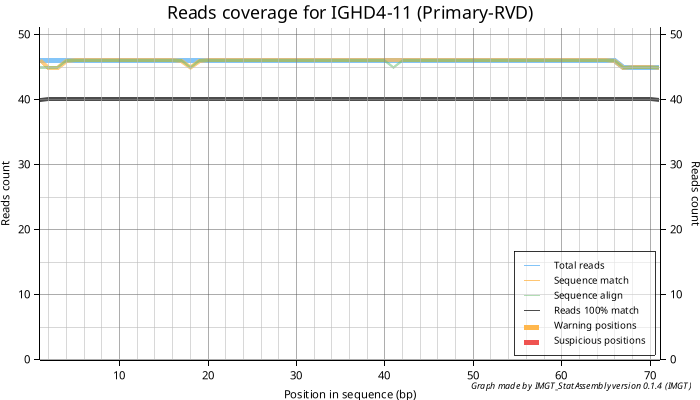 Reads coverage for IGHD4-11 (Primary-RVD)
50 50
40 40
30 30
20 20
10 10
0 0
Reads count
Reads count
Total reads
Sequence match
Sequence align
Reads 100% match
Warning positions
Suspicious positions
10 20 30 40 50 60 70
Position in sequence (bp)
Graph made by IMGT_StatAssembly version 0.1.4 (IMGT)